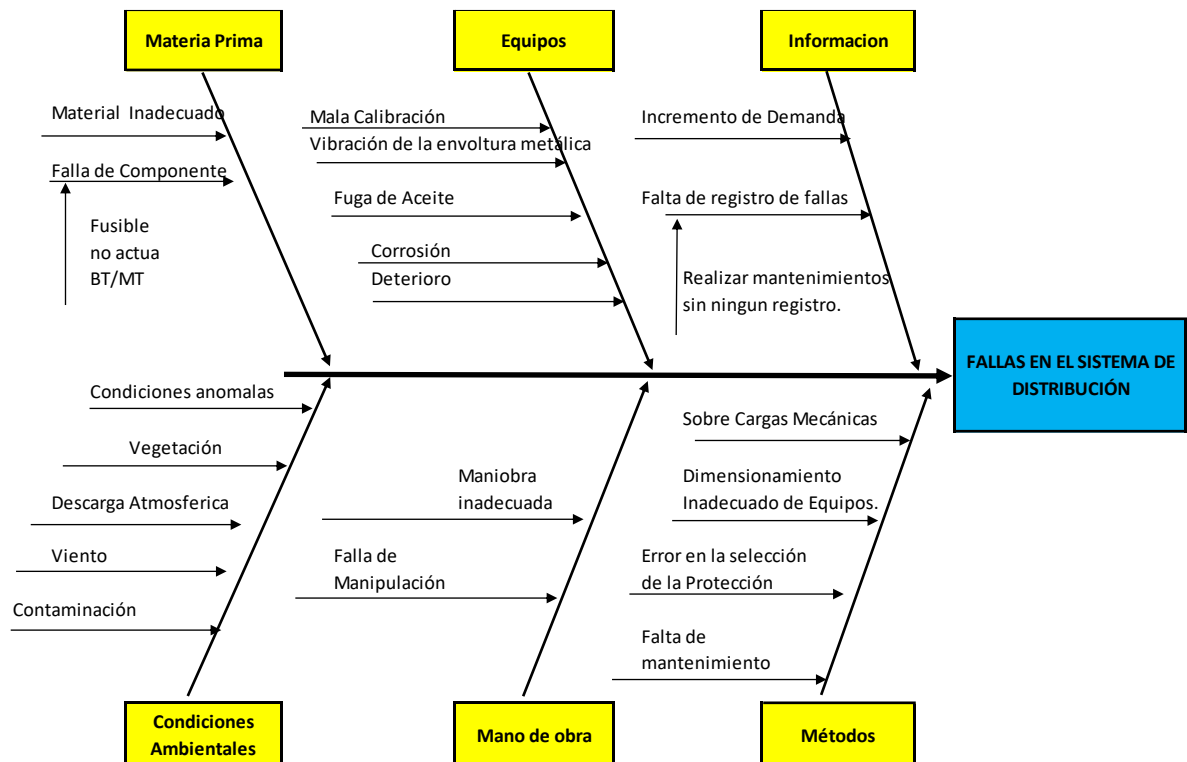 Materia Prima
Equipos
Informacion
Material Inadecuado
Falla de Componente
Fusible
no actua
BT/MT
Mala Calibración
Vibración de la envoltura metálica
Fuga de Aceite
Corrosión
Deterioro
Incremento de Demanda
Falta de registro de fallas
Realizar mantenimientos
sin ningun registro.
FALLAS EN EL SISTEMA DE
DISTRIBUCIÓN
Condiciones anomalas
Vegetación
Descarga Atmosferica
Viento
Contaminación
Maniobra
inadecuada
Falla de
Manipulación
Sobre Cargas Mecánicas
Dimensionamiento
Inadecuado de Equipos.
Error en la selección
de la Protección
Falta de
mantenimiento
Condiciones
Ambientales
Mano de obra
Métodos